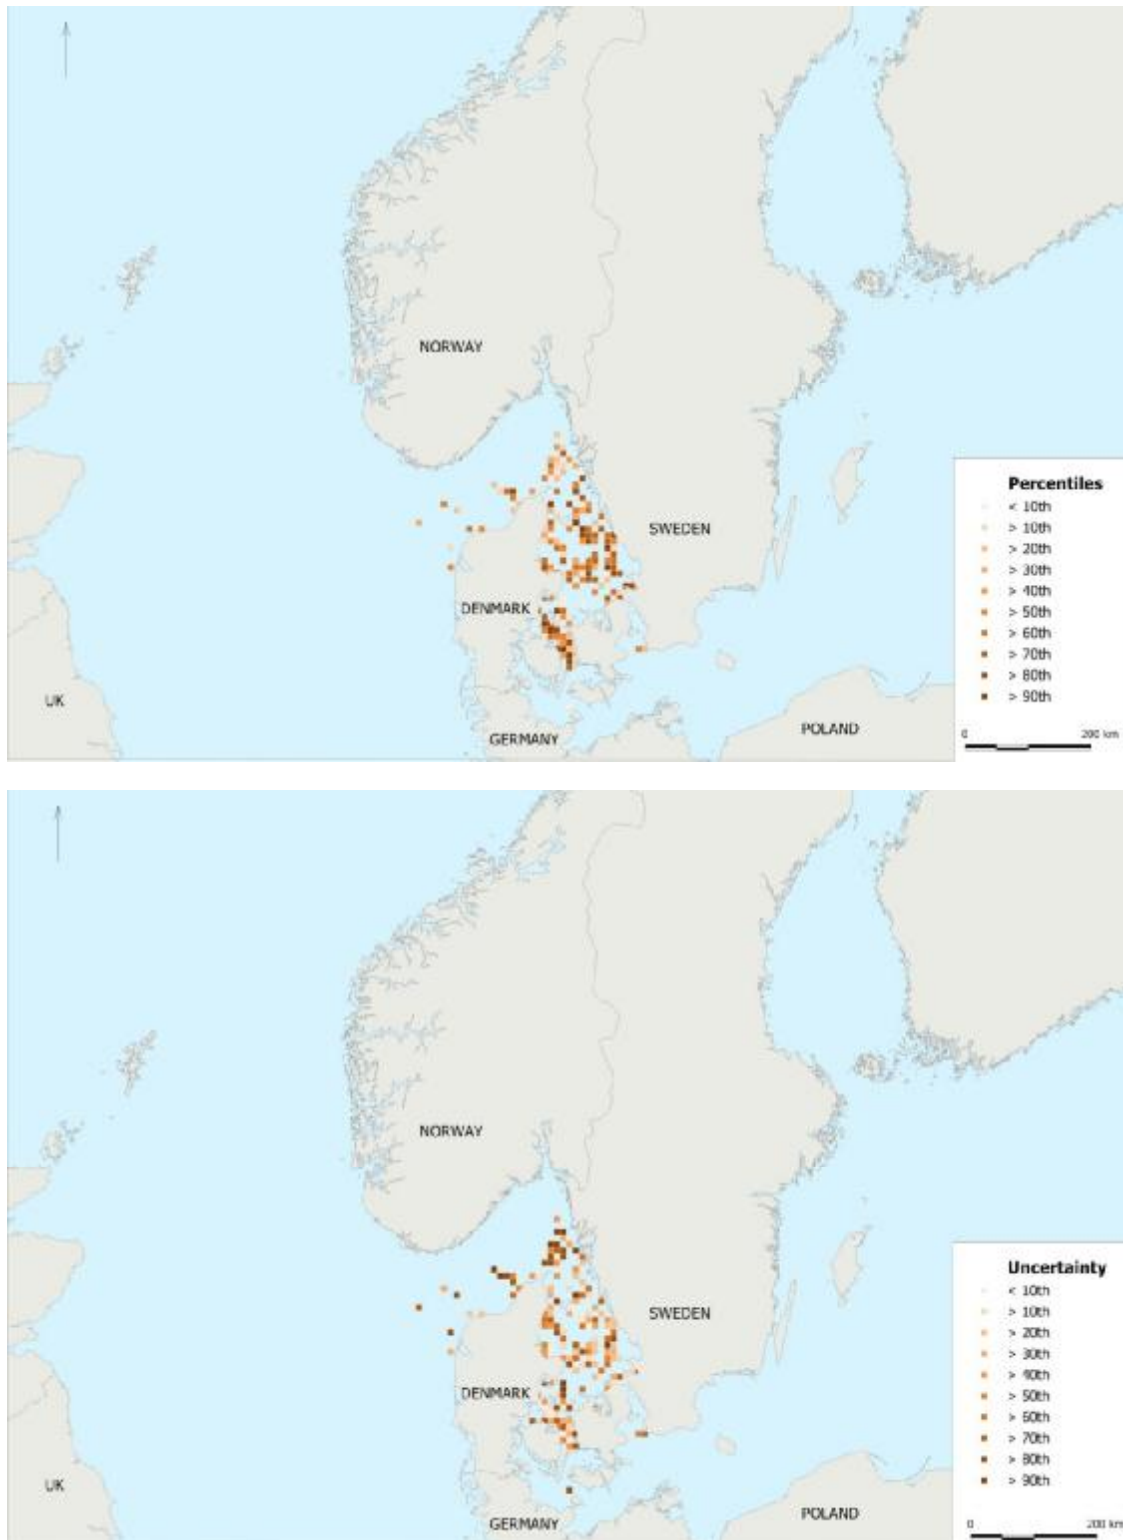 NORWAY
Percentiles
< 10th
> 10th
> 20th
SWEDEN
> 30th
> 40th
> 50th
DENMARK
> 60th
> 70th
> 80th
> 90th
UK
POLAND
GERMANY
0 200 km
NORWAY
Uncertainty
< 10th
> 10th
SWEDEN
> 20th
> 30th
> 40th
DENMARK
> 50th
> 60th
> 70th
> 80th
> 90th
UK
POLAND
GERMANY
0 200 km